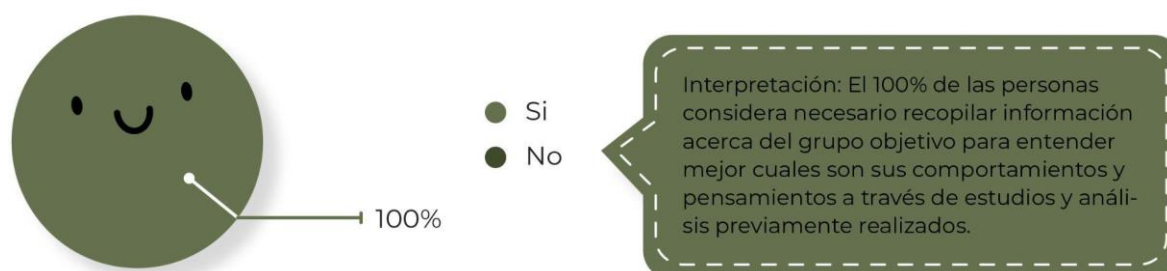 Si
No
100%
Interpretación: El 100% de las personas
considera necesario recopilar información
acerca del grupo objetivo para entender
mejor cuales son sus comportamientos y
pensamientos a través de estudios y análi-
sis previamente realizados.